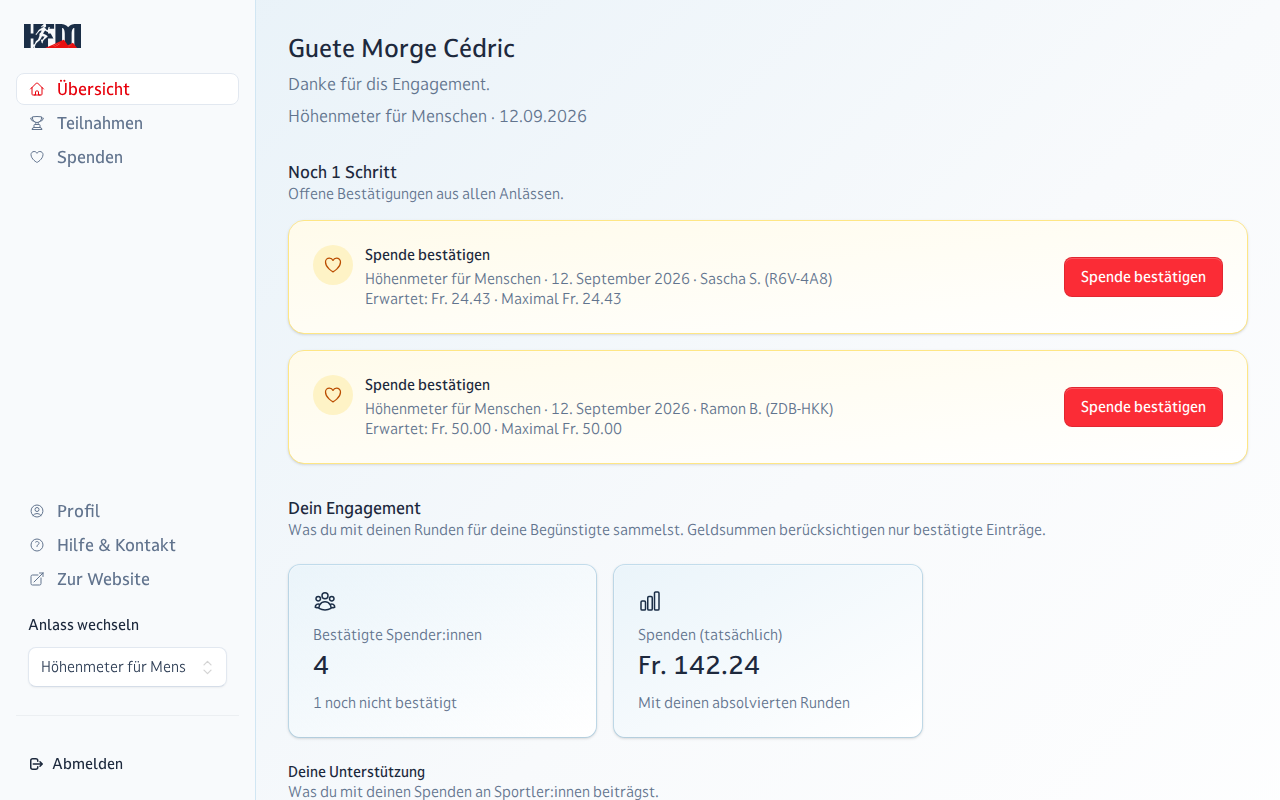 HFM
Übersicht
Teilnahmen
Spenden
Profil
Hilfe & Kontakt
Zur Website
Anlass wechseln
Höhenmeter für Mens
Abmelden
Guete Morge Cédric
Danke für dis Engagement.
Höhenmeter für Menschen · 12.09.2026
Noch 1 Schritt
Offene Bestätigungen aus allen Anlässen.
Spende bestätigen
Höhenmeter für Menschen · 12. September 2026 · Sascha S. (R6V-4A8)
Erwartet: Fr. 24.43 · Maximal Fr. 24.43
Spende bestätigen
Spende bestätigen
Höhenmeter für Menschen · 12. September 2026 · Ramon B. (ZDB-HKK)
Erwartet: Fr. 50.00 · Maximal Fr. 50.00
Spende bestätigen
Dein Engagement
Was du mit deinen Runden für deine Begünstigte sammelst. Geldsummen berücksichtigen nur bestätigte Einträge.
Bestätigte Spender:innen
4
1 noch nicht bestätigt
Spenden (tatsächlich)
Fr. 142.24
Mit deinen absolvierten Runden
Deine Unterstützung
Was du mit deinen Spenden an Sportler:innen beiträgst.